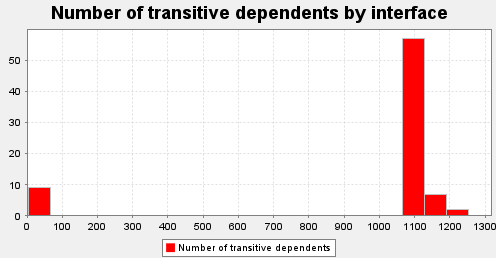 Number of transitive dependents by interface
50
40
30
20
10
0
0 100 200 300 400 500 600 700 800 900 1000 1100 1200 1300
Number of transitive dependents